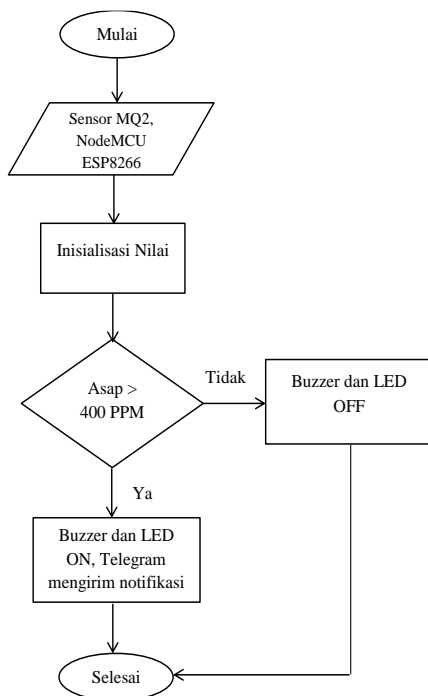 Mulai
Sensor MQ2,
NodeMCU
ESP8266
Inisialisasi Nilai
Asap >
400 PPM
Tidak
Buzzer dan LED
OFF
Ya
Buzzer dan LED
ON, Telegram
mengirim notifikasi
Selesai